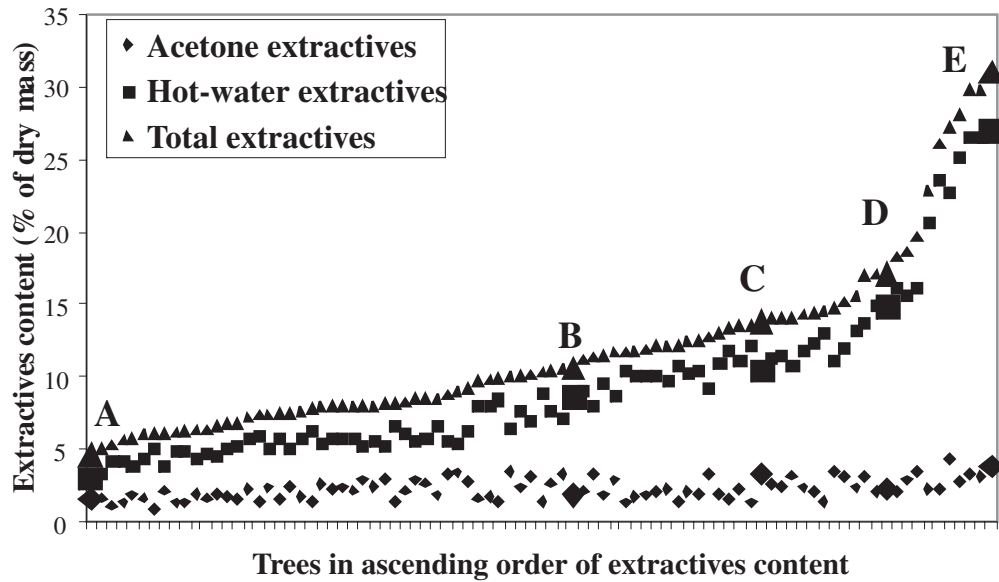 35
30
25
20
15
10
5
0
Extractives content (% of dry mass)
Acetone extractives
Hot-water extractives
Total extractives
A
B
C
D
E
Trees in ascending order of extractives content